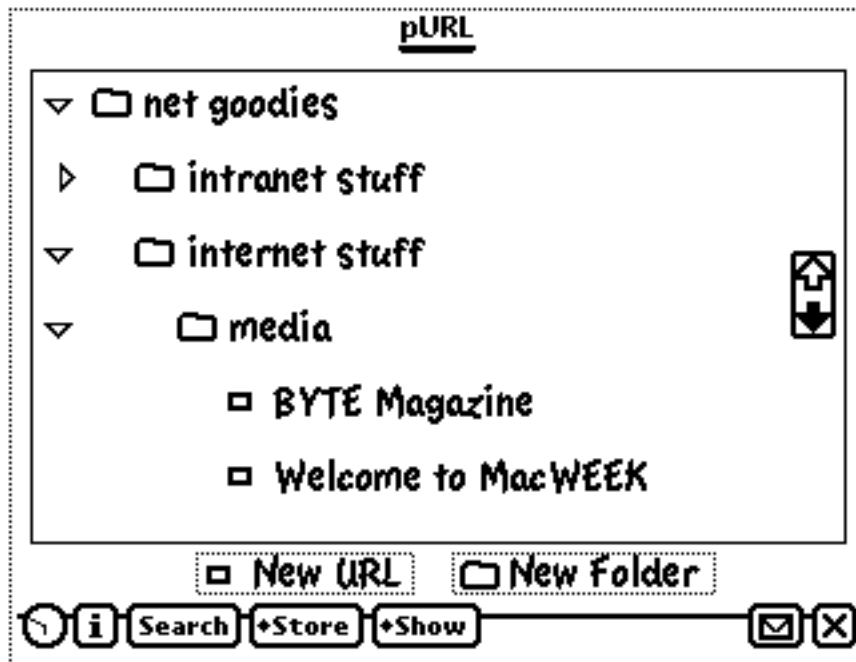 pURL
net goodies
intranet stuff
internet stuff
media
BYTE Magazine
Welcome to MacWEEK
New URL New Folder
i Search ◆Store ◆Show